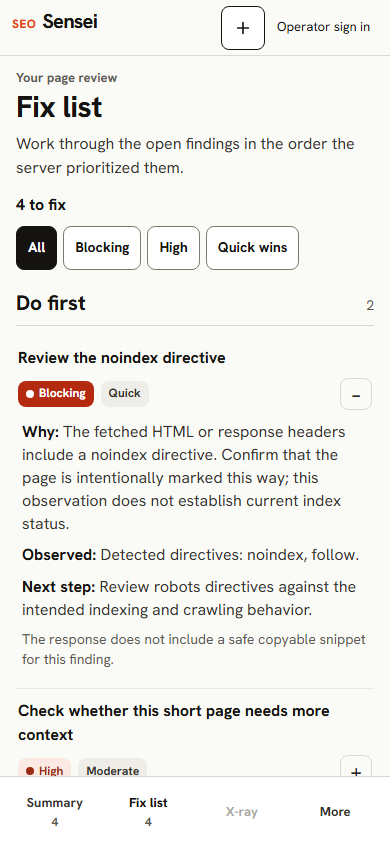 SEO Sensei
+
Operator sign in
Your page review
Fix list
Work through the open findings in the order the
server prioritized them.
4 to fix
All
Blocking
High
Quick wins
Do first
2
Review the noindex directive
Blocking
Quick
–
Why: The fetched HTML or response headers
include a noindex directive. Confirm that the
page is intentionally marked this way; this
observation does not establish current index
status.
Observed: Detected directives: noindex, follow.
Next step: Review robots directives against the
intended indexing and crawling behavior.
The response does not include a safe copyable snippet
for this finding.
Check whether this short page needs more
context
High
Moderate
+
Summary
4
Fix list
4
X-ray
More